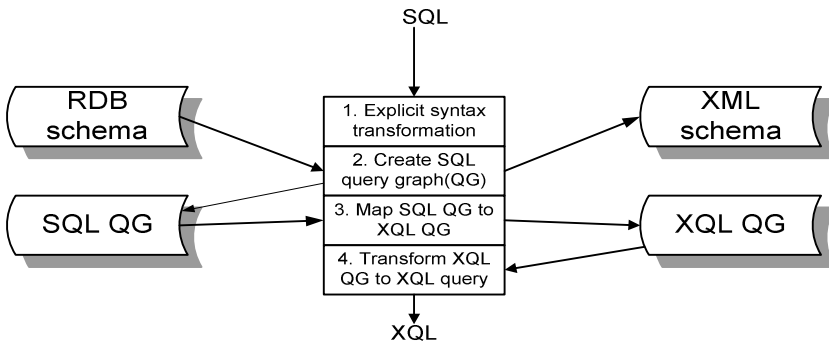 SQL
RDB
schema
1. Explicit syntax
transformation
2. Create SQL
query graph(QG)
3. Map SQL QG to
XQL QG
4. Transform XQL
QG to XQL query
XML
schema
SQL QG
XQL QG
XQL